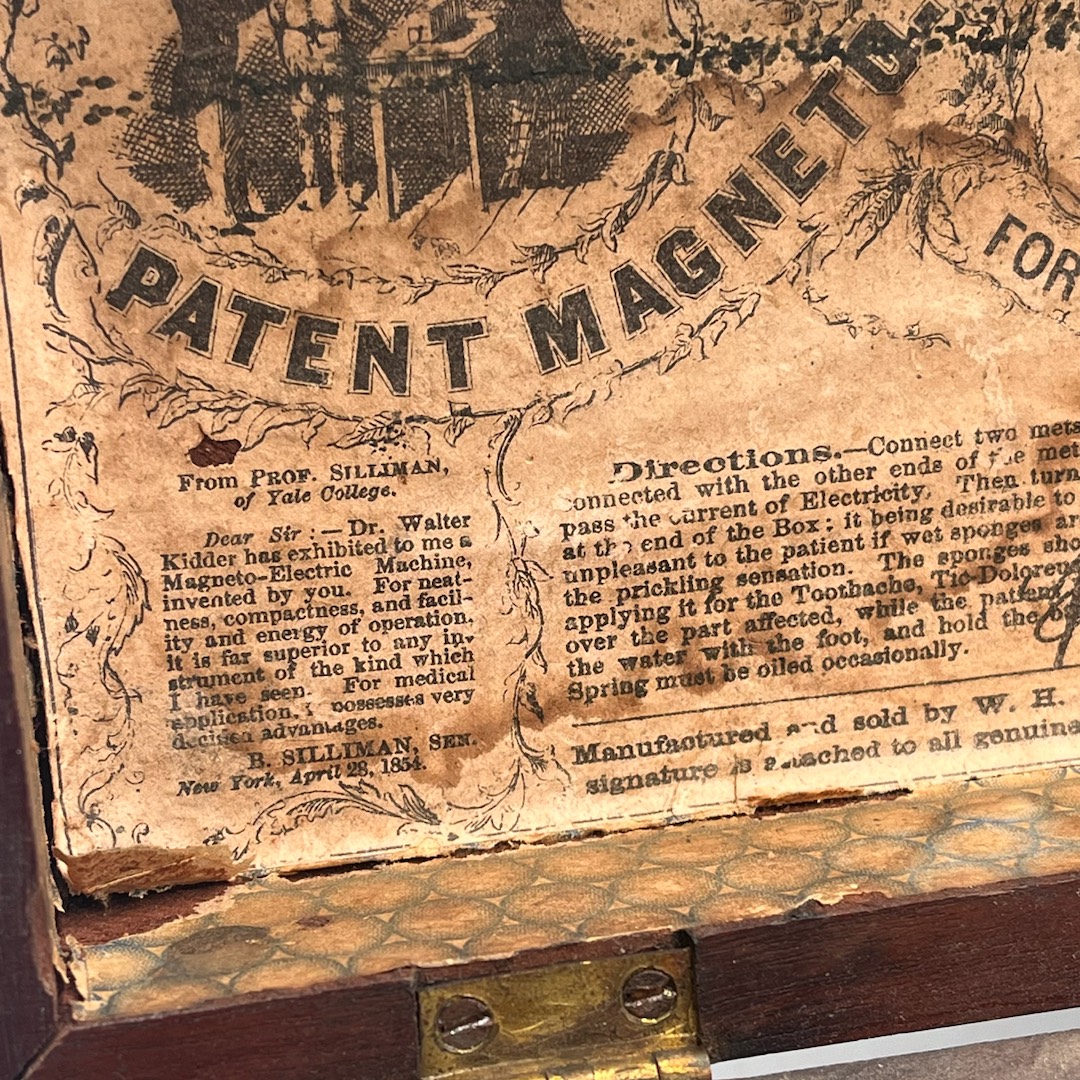 PATENT MAGNETO.
FOR
From PROF. SILLIMAN,
of Yale College.
Dear Sir:—Dr. Walter
Kidder has exhibited to me a
Magneto-Electric Machine,
invented by you. For neat-
ness, compactness, and facil-
ity and energy of operation,
it is far superior to any in-
strument of the kind which
I have seen. For medical
application, i possesses very
decided advantages.
B. SILLIMAN, SEN.
New York, April 28, 1854.
Directions.—Connect two
connected with the other ends of
pass the current of Electricity. Then turn
at the end of the Box; it being desirable to
unpleasant to the patient if wet sponges
the prickling sensation. The sponges
applying it for the Toothache,
over the part affected, while the patient
the water with the foot, and hold the
Spring must be oiled occasionally.
Manufactured and sold by W. H.
signature is attached to all genuine